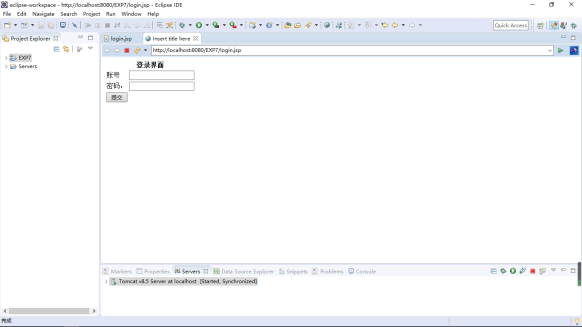 eclipse-workspace - http://localhost:8080/EXP7/login.jsp - Eclipse IDE
File Edit Navigate Search Project Run Window Help
Quick Access
Project Explorer
login.jsp
Insert title here
http://localhost:8080/EXP7/login.jsp
EXP7
Servers
登录界面
账号
密码：
提交
Markers Properties Servers Data Source Explorer Snippets Problems Console
Tomcat v8.5 Server at localhost [Started, Synchronized]
完成